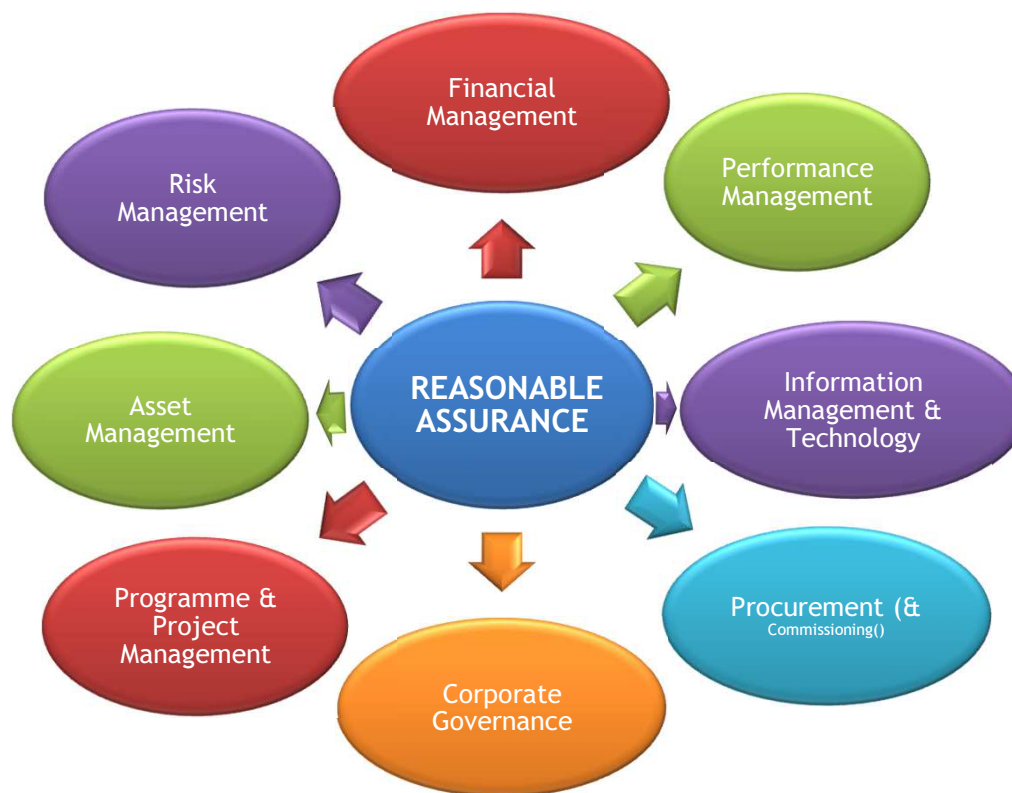 Financial
Management
Risk
Management
Performance
Management
REASONABLE
ASSURANCE
Asset
Management
Information
Management &
Technology
Programme &
Project
Management
Procurement (&
Commissioning()
Corporate
Governance